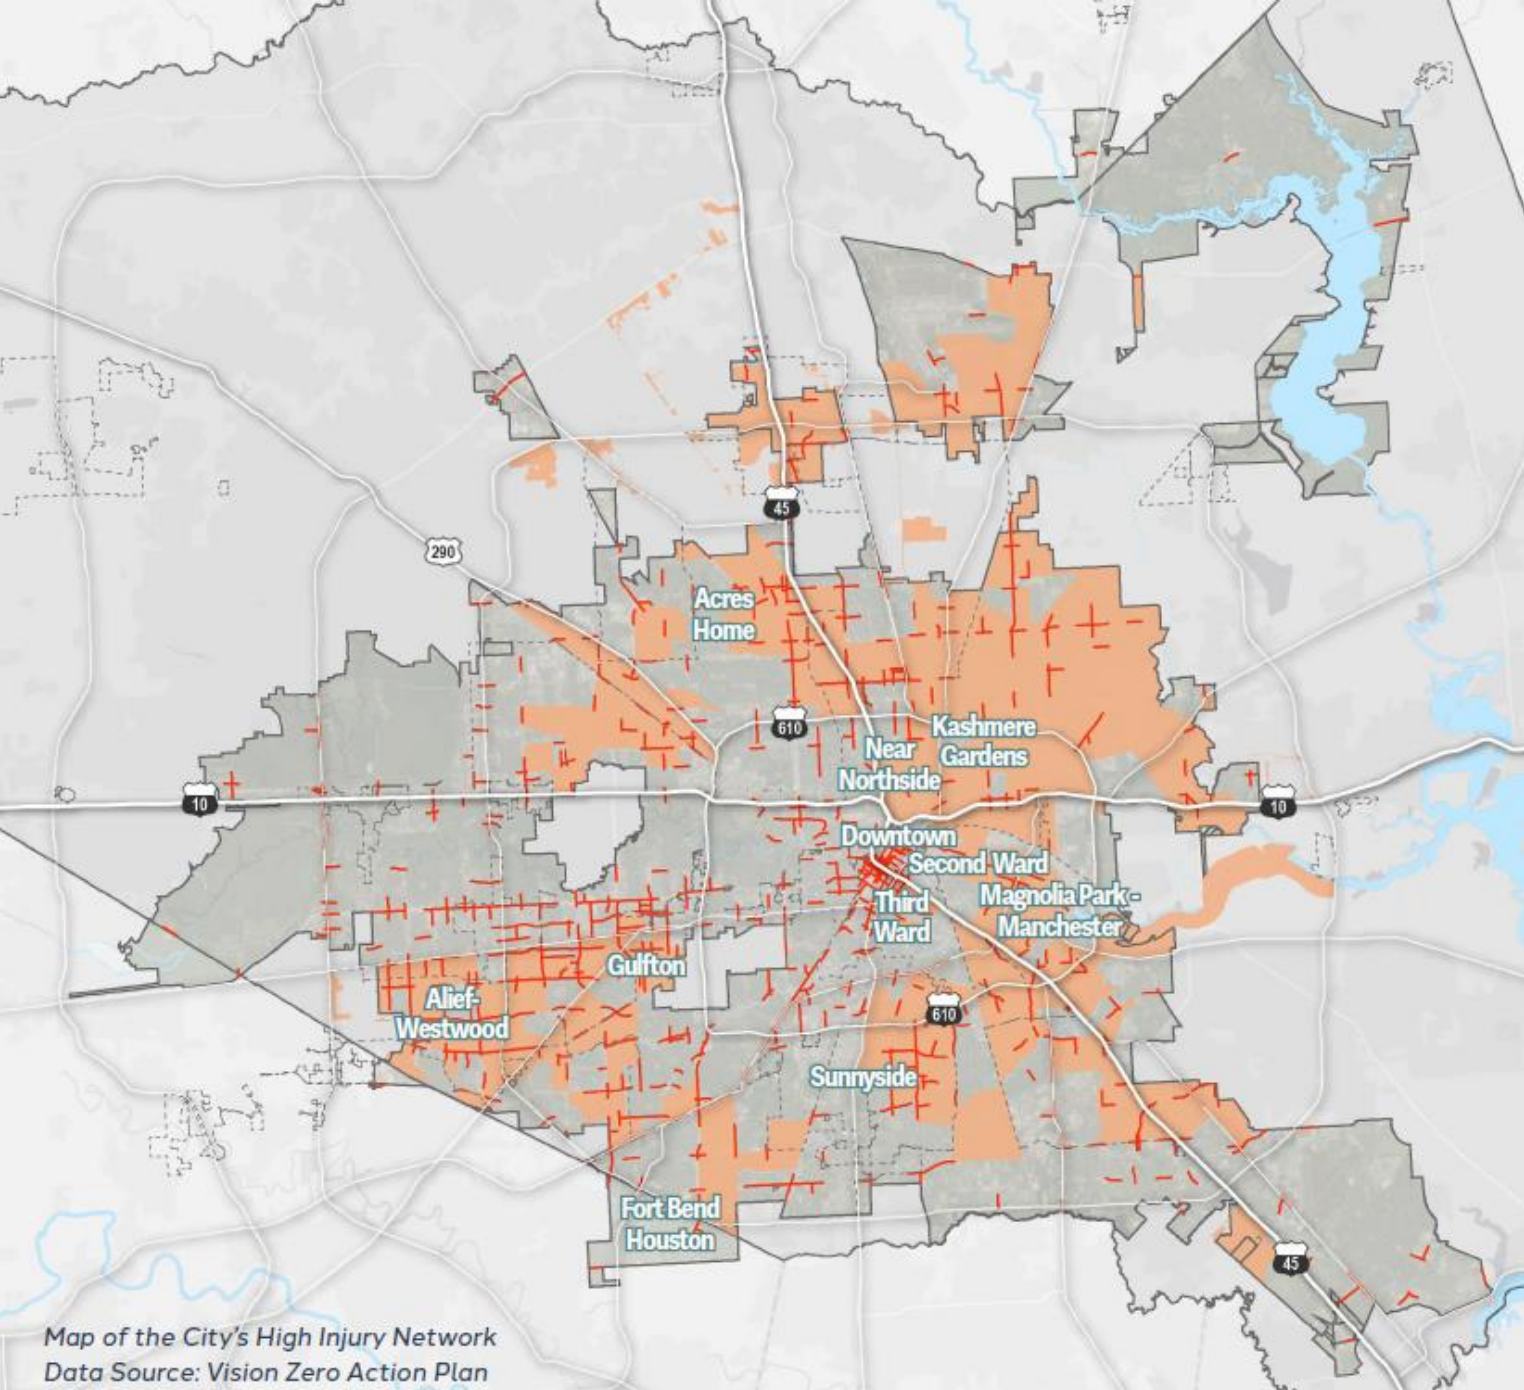 45
290
Acres
Home
610
Kashmere
Gardens
Near
Northside
10
10
Downtown
Second Ward
Magnolia Park -
Manchester
Third
Ward
Gulfton
Alief-
Westwood
610
Sunnyside
Fort Bend
Houston
45
Map of the City's High Injury Network
Data Source: Vision Zero Action Plan